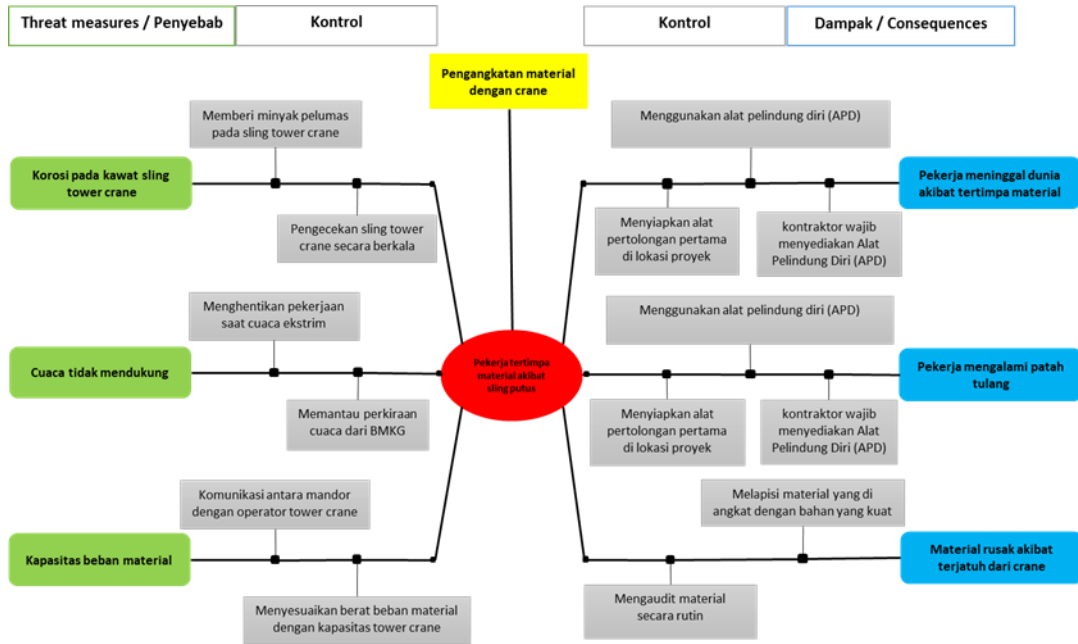 Threat measures / Penyebab
Kontrol
Kontrol
Dampak / Consequences
Pengangkatan material
dengan crane
Memberi minyak pelumas
pada sling tower crane
Menggunakan alat pelindung diri (APD)
Korosi pada kawat sling
tower crane
Pekerja meninggal dunia
akibat tertimpa material
Pengecekan sling tower
crane secara berkala
Menyiapkan alat
pertolongan pertama
di lokasi proyek
kontraktor wajib
menyediakan Alat
Pelindung Diri (APD)
Menghentikan pekerjaan
saat cuaca ekstrim
Menggunakan alat pelindung diri (APD)
Cuaca tidak mendukung
Pekerja tertimpa
material akibat
sling putus
Pekerja mengalami patah
tulang
Memantau perkiraan
cuaca dari BMKG
Menyiapkan alat
pertolongan pertama
di lokasi proyek
kontraktor wajib
menyediakan Alat
Pelindung Diri (APD)
Komunikasi antara mandor
dengan operator tower crane
Melapisi material yang di
angkat dengan bahan yang kuat
Kapasitas beban material
Material rusak akibat
terjatuh dari crane
Menyesuaikan berat beban material
dengan kapasitas tower crane
Mengaudit material
secara rutin